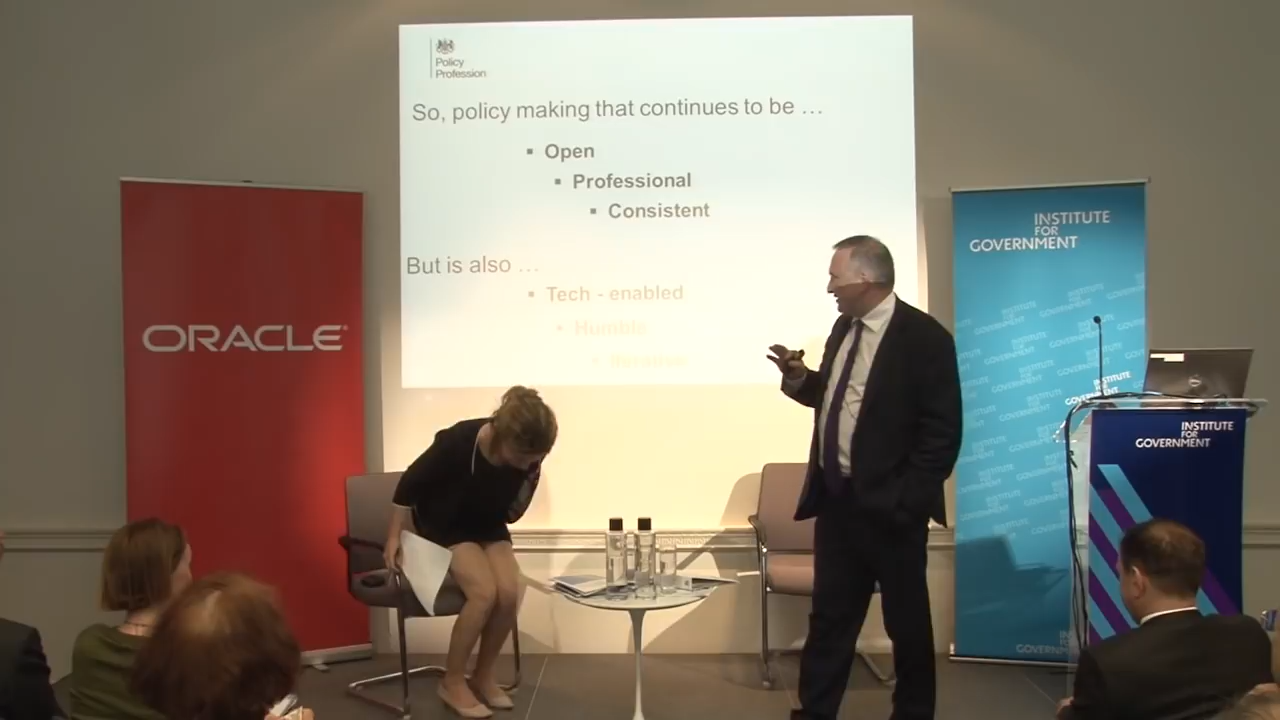 Policy
Profession
So, policy making that continues to be …
▪ Open
▪ Professional
▪ Consistent
But is also …
▪ Tech - enabled
▪ Humble
▪ Iterative
ORACLE
INSTITUTE
FOR
GOVERNMENT
INSTITUTE
FOR
GOVERNMENT